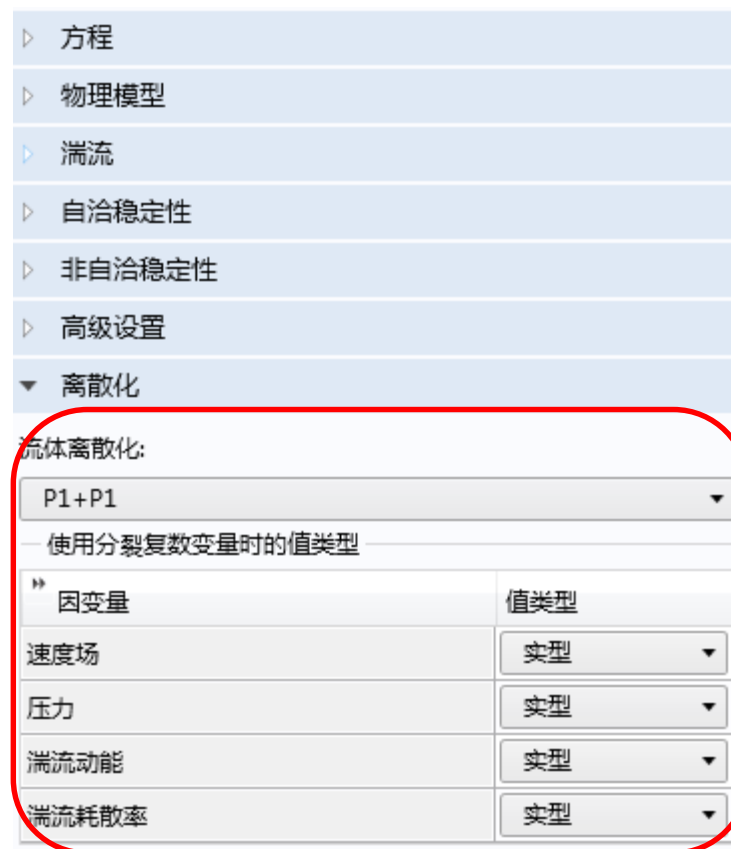 方程
物理模型
湍流
自洽稳定性
非自洽稳定性
高级设置
离散化
流体离散化:
P1+P1
使用分裂复数变量时的值类型
因变量 值类型
速度场 实型
压力 实型
湍流动能 实型
湍流耗散率 实型